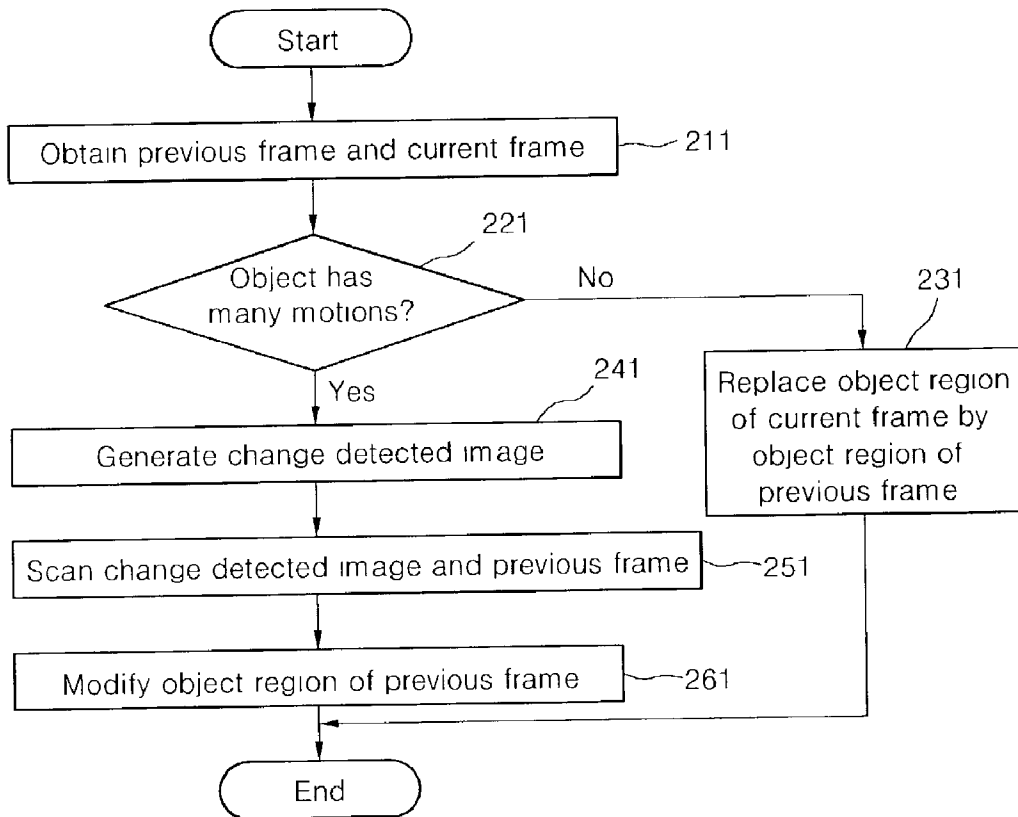 Start
Obtain previous frame and current frame
211
221
Object has
many motions?
No
231
Yes
241
Replace object region
of current frame by
object region of
previous frame
Generate change detected image
Scan change detected image and previous frame
251
Modify object region of previous frame
261
End